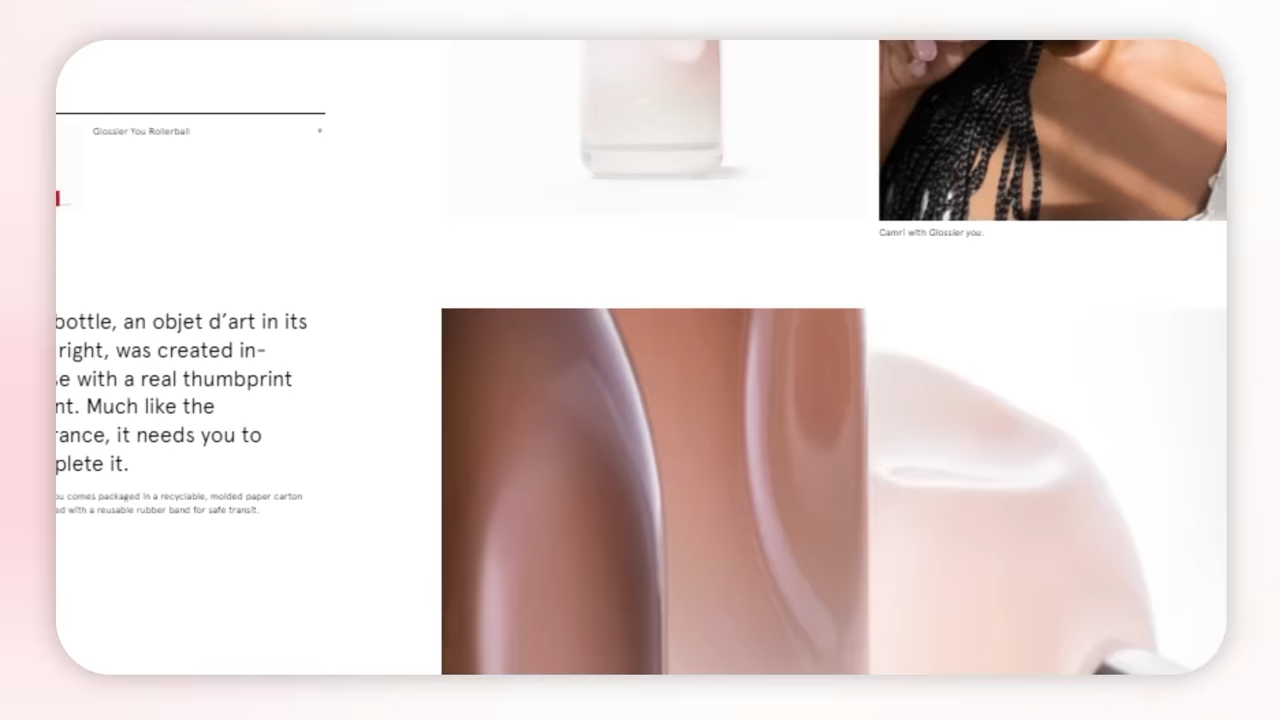 Glossier You Rollerball
Camri with Glossier you.
bottle, an objet d’art in its
right, was created in-
se with a real thumbprint
nt. Much like the
rance, it needs you to
plete it.
ou comes packaged in a recyclable, molded paper carton
ed with a reusable rubber band for safe transit.